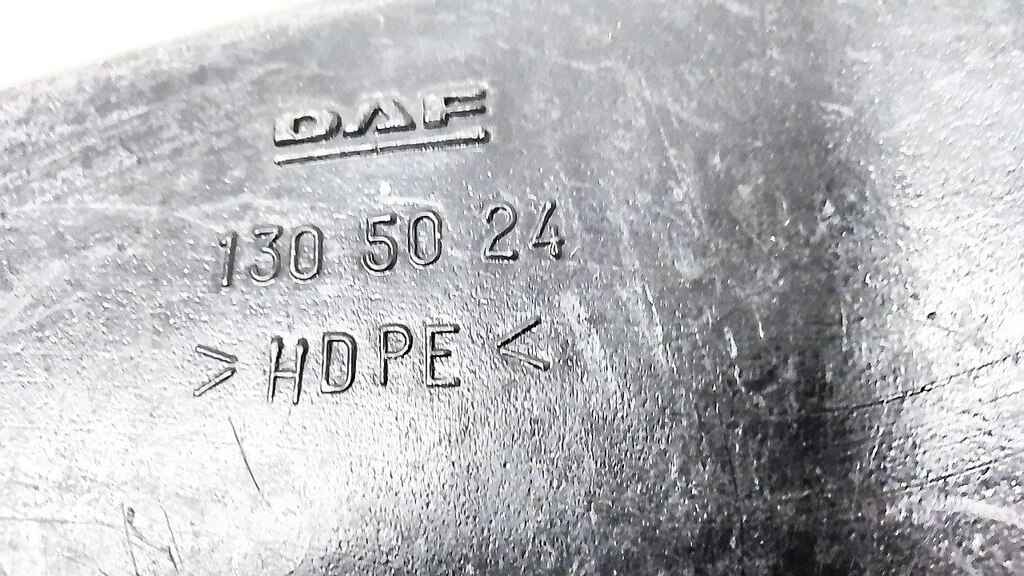 DAF
130 50 24
> HDPE <